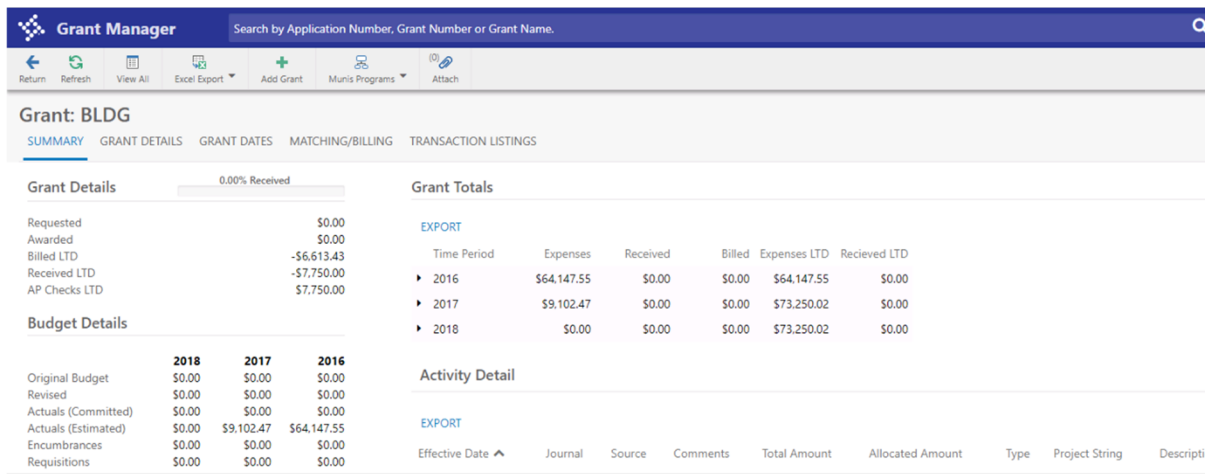 Grant Manager
Search by Application Number, Grant Number or Grant Name.
Return Refresh View All Excel Export Add Grant Munis Programs (0) Attach
Grant: BLDG
SUMMARY GRANT DETAILS GRANT DATES MATCHING/BILLING TRANSACTION LISTINGS
Grant Details 0.00% Received
Requested $0.00
Awarded $0.00
Billed LTD -$6,613.43
Received LTD -$7,750.00
AP Checks LTD $7,750.00
Budget Details
2018 2017 2016
Original Budget $0.00 $0.00 $0.00
Revised $0.00 $0.00 $0.00
Actuals (Committed) $0.00 $0.00 $0.00
Actuals (Estimated) $0.00 $9,102.47 $64,147.55
Encumbrances $0.00 $0.00 $0.00
Requisitions $0.00 $0.00 $0.00
Grant Totals
EXPORT
Time Period Expenses Received Billed Expenses LTD Recieved LTD
2016 $64,147.55 $0.00 $0.00 $64,147.55 $0.00
2017 $9,102.47 $0.00 $0.00 $73,250.02 $0.00
2018 $0.00 $0.00 $0.00 $73,250.02 $0.00
Activity Detail
EXPORT
Effective Date Journal Source Comments Total Amount Allocated Amount Type Project String Descripti